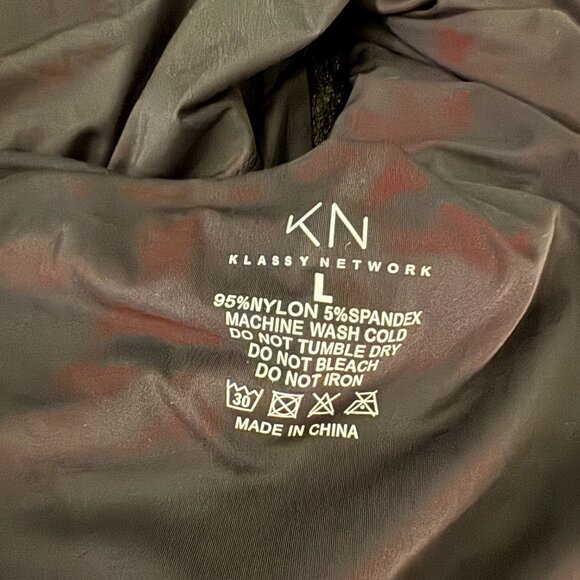 KN
KLASSY NETWORK
L
95%NYLON 5%SPANDEX
MACHINE WASH COLD
DO NOT TUMBLE DRY
DO NOT BLEACH
DO NOT IRON
30
MADE IN CHINA